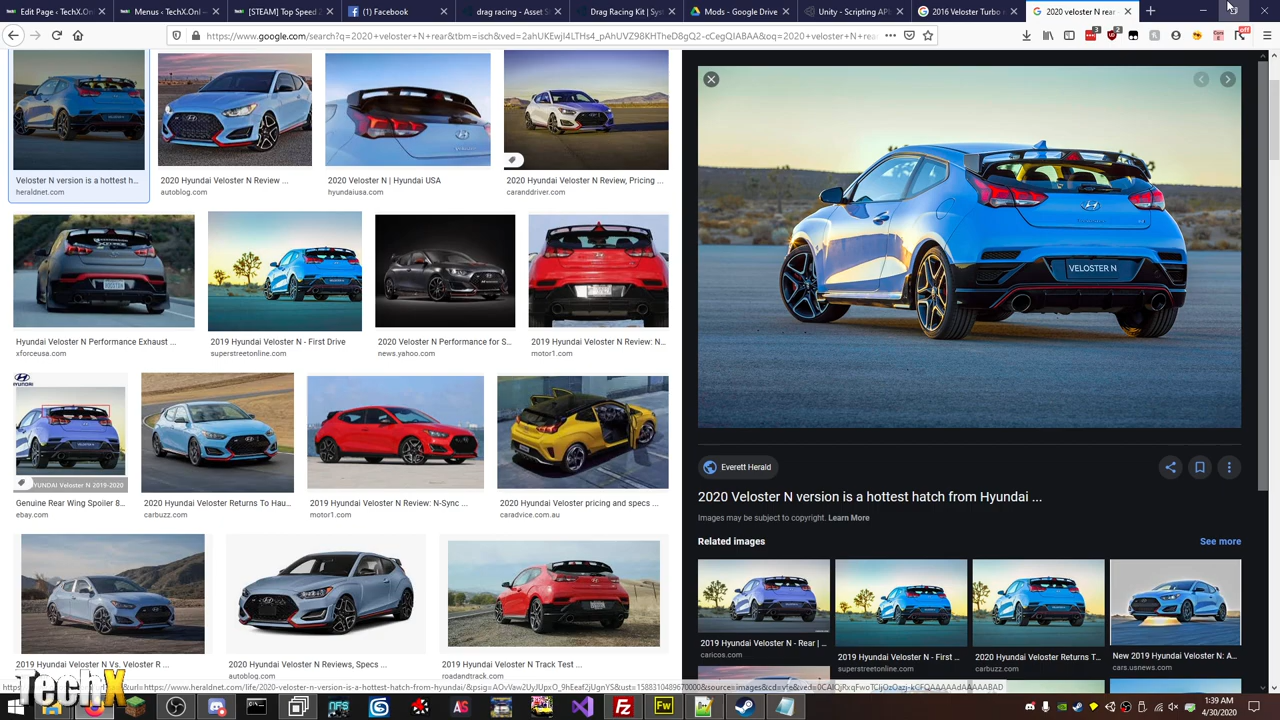 Edit Page ‹ TechX.Onl —
Menus ‹ TechX.Onl —
[STEAM] Top Speed 2
(1) Facebook
drag racing - Asset S
Drag Racing Kit | Sys
Mods - Google Drive
Unity - Scripting API
2016 Veloster Turbo
2020 veloster N rear
https://www.google.com/search?q=2020+veloster+N+rear&tbm=isch&ved=2ahUKEwjI4LTHs4_pAhUVZ98KHTheD8gQ2-cCegQIABAA&oq=2020+veloster+N+rea
Veloster N version is a hottest h...
heraldnet.com
2020 Hyundai Veloster N Review ...
autoblog.com
2020 Veloster N | Hyundai USA
hyundaiusa.com
2020 Hyundai Veloster N Review, Pricing ...
caranddriver.com
Hyundai Veloster N Performance Exhaust ...
xforceusa.com
2019 Hyundai Veloster N - First Drive
superstreetonline.com
2020 Veloster N Performance for S...
news.yahoo.com
2019 Hyundai Veloster N Review: N...
motor1.com
HYUNDAI
HYUNDAI Veloster N 2019-2020
Genuine Rear Wing Spoiler 8...
ebay.com
2020 Hyundai Veloster Returns To Hau...
carbuzz.com
2019 Hyundai Veloster N Review: N-Sync ...
motor1.com
2020 Hyundai Veloster pricing and specs ...
caradvice.com.au
2019 Hyundai Veloster N Vs. Veloster R ...
2020 Hyundai Veloster N Reviews, Specs ...
autoblog.com
2019 Hyundai Veloster N Track Test ...
roadandtrack.com
VELOSTER N
Everett Herald
2020 Veloster N version is a hottest hatch from Hyundai ...
Images may be subject to copyright. Learn More
Related images
See more
2019 Hyundai Veloster N - Rear |
caricos.com
2019 Hyundai Veloster N - First ...
superstreetonline.com
2020 Hyundai Veloster Returns T...
carbuzz.com
New 2019 Hyundai Veloster N: A...
cars.usnews.com
TechX
1:39 AM
4/30/2020